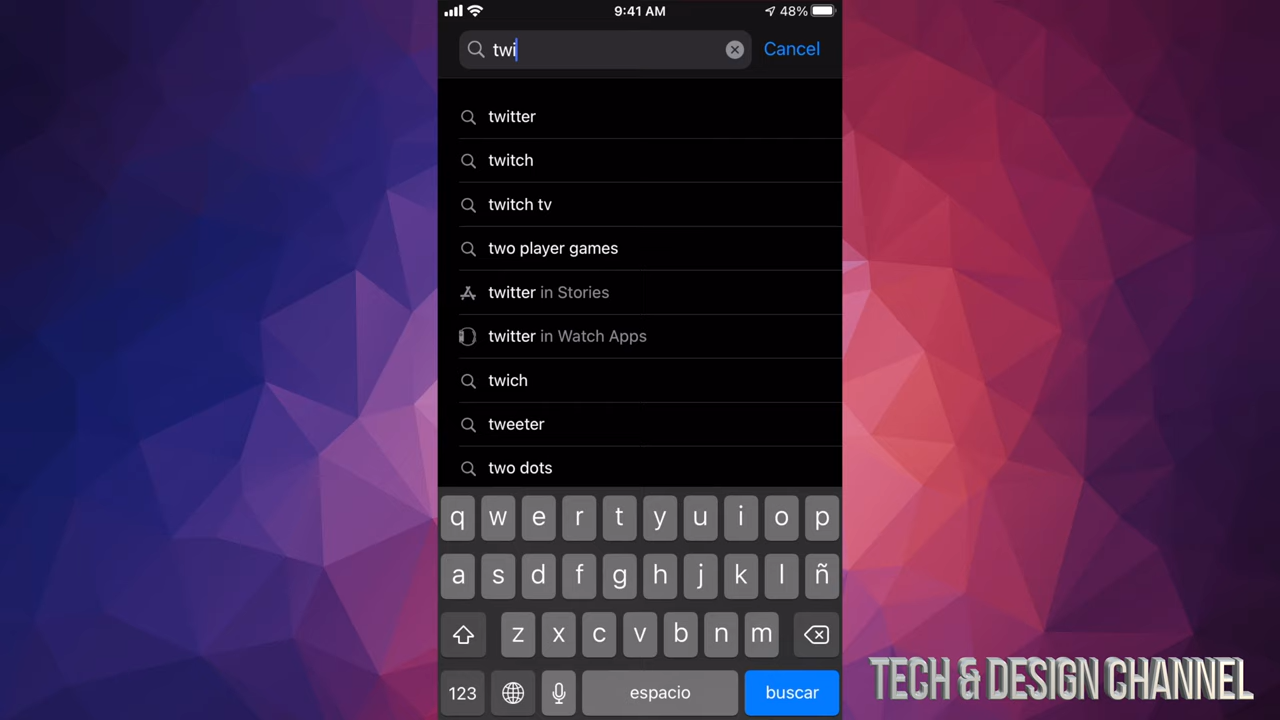 9:41 AM
48%
twi
Cancel
twitter
twitch
twitch tv
two player games
twitter in Stories
twitter in Watch Apps
twich
tweeter
two dots
q w e r t y u i o p
a s d f g h j k l ñ
z x c v b n m
123
espacio
buscar
TECH & DESIGN CHANNEL